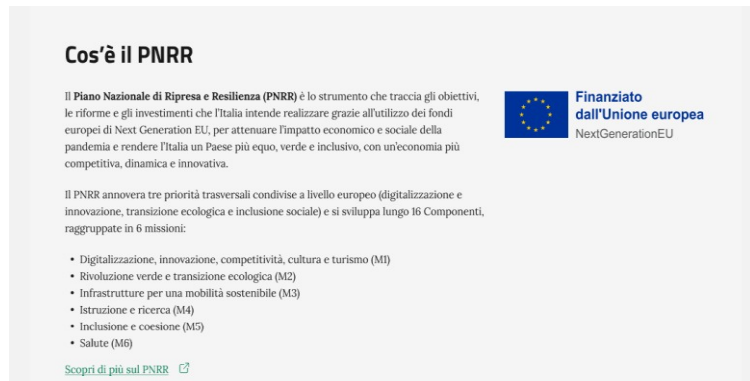 Cos'è il PNRR
Il Piano Nazionale di Ripresa e Resilienza (PNRR) è lo strumento che traccia gli obiettivi,
le riforme e gli investimenti che l'Italia intende realizzare grazie all'utilizzo dei fondi
europei di Next Generation EU, per attenuare l'impatto economico e sociale della
pandemia e rendere l'Italia un Paese più equo, verde e inclusivo, con un'economia più
competitiva, dinamica e innovativa.
Il PNRR annovera tre priorità trasversali condivise a livello europeo (digitalizzazione e
innovazione, transizione ecologica e inclusione sociale) e si sviluppa lungo 16 Componenti,
raggruppate in 6 missioni:
• Digitalizzazione, innovazione, competitività, cultura e turismo (M1)
• Rivoluzione verde e transizione ecologica (M2)
• Infrastrutture per una mobilità sostenibile (M3)
• Istruzione e ricerca (M4)
• Inclusione e coesione (M5)
• Salute (M6)
Scopri di più sul PNRR
Finanziato
dall'Unione europea
NextGenerationEU